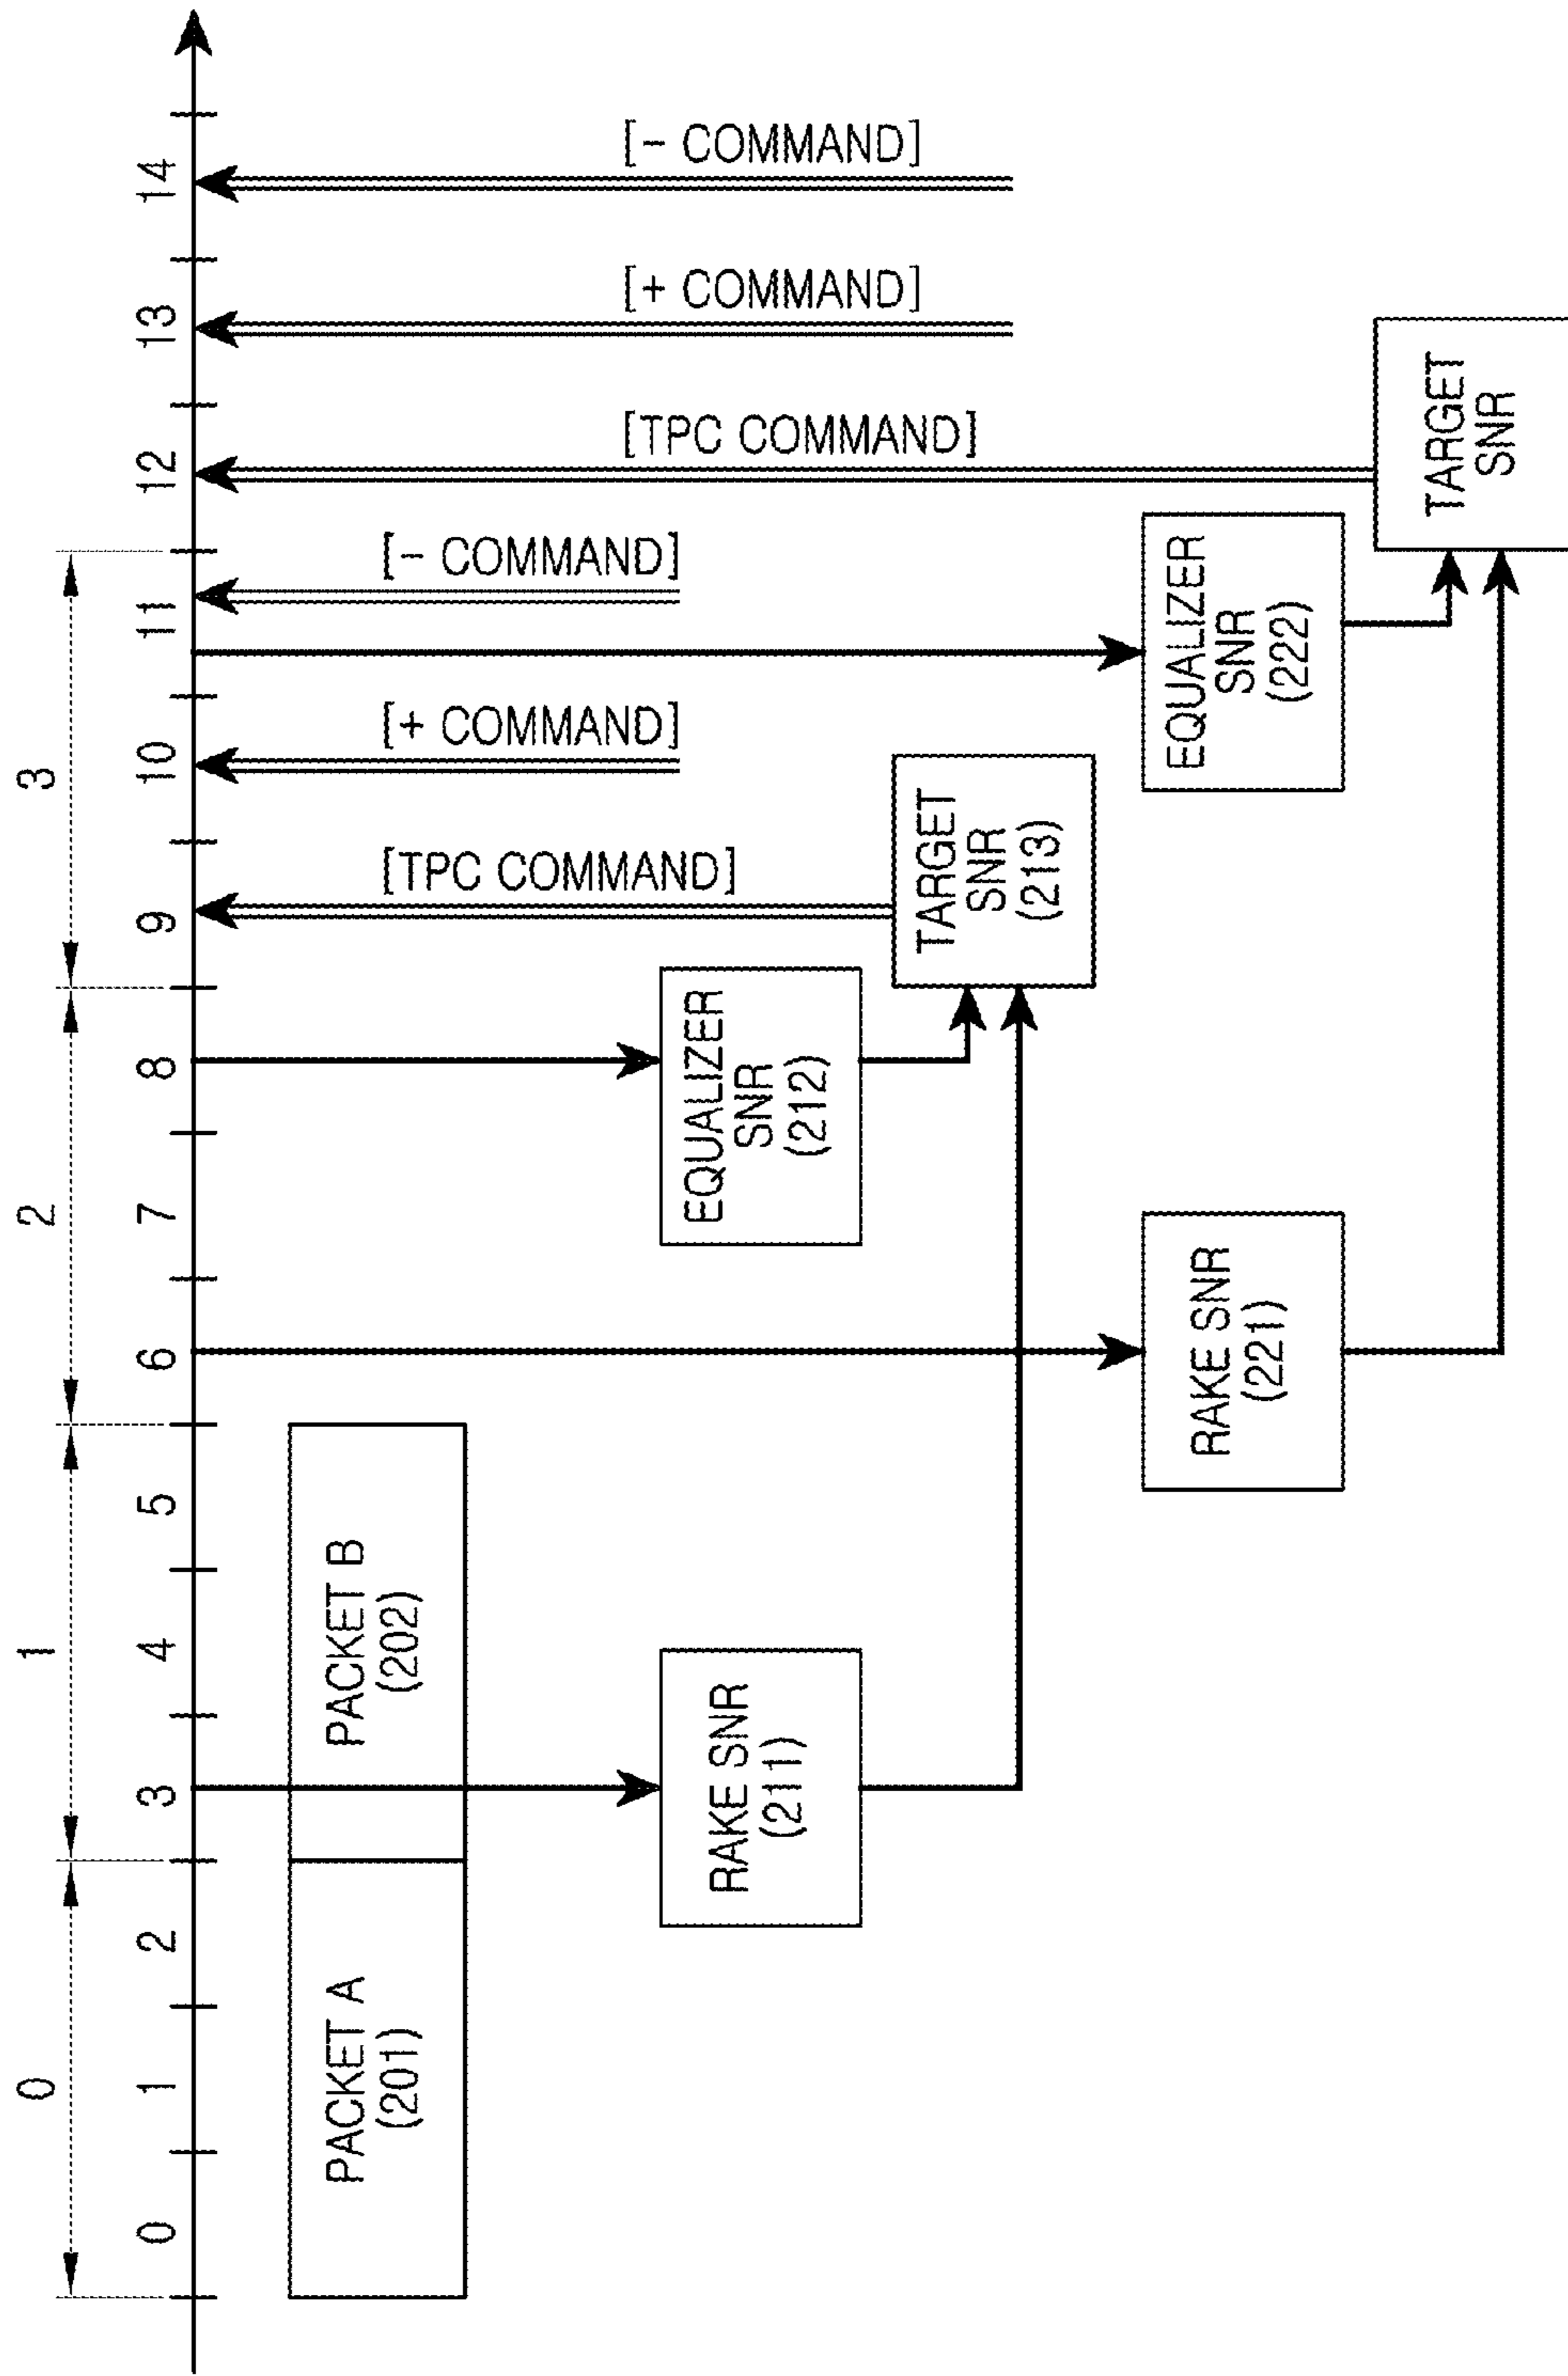 0
1
2
3
0
1
2
3
4
5
6
7
8
9
10
11
12
13
14
PACKET A
(201)
PACKET B
(202)
[TPC COMMAND]
[+ COMMAND]
[- COMMAND]
[TPC COMMAND]
[+ COMMAND]
[- COMMAND]
RAKE SNR
(211)
EQUALIZER
SNR
(212)
TARGET
SNR
(213)
RAKE SNR
(221)
EQUALIZER
SNR
(222)
TARGET
SNR